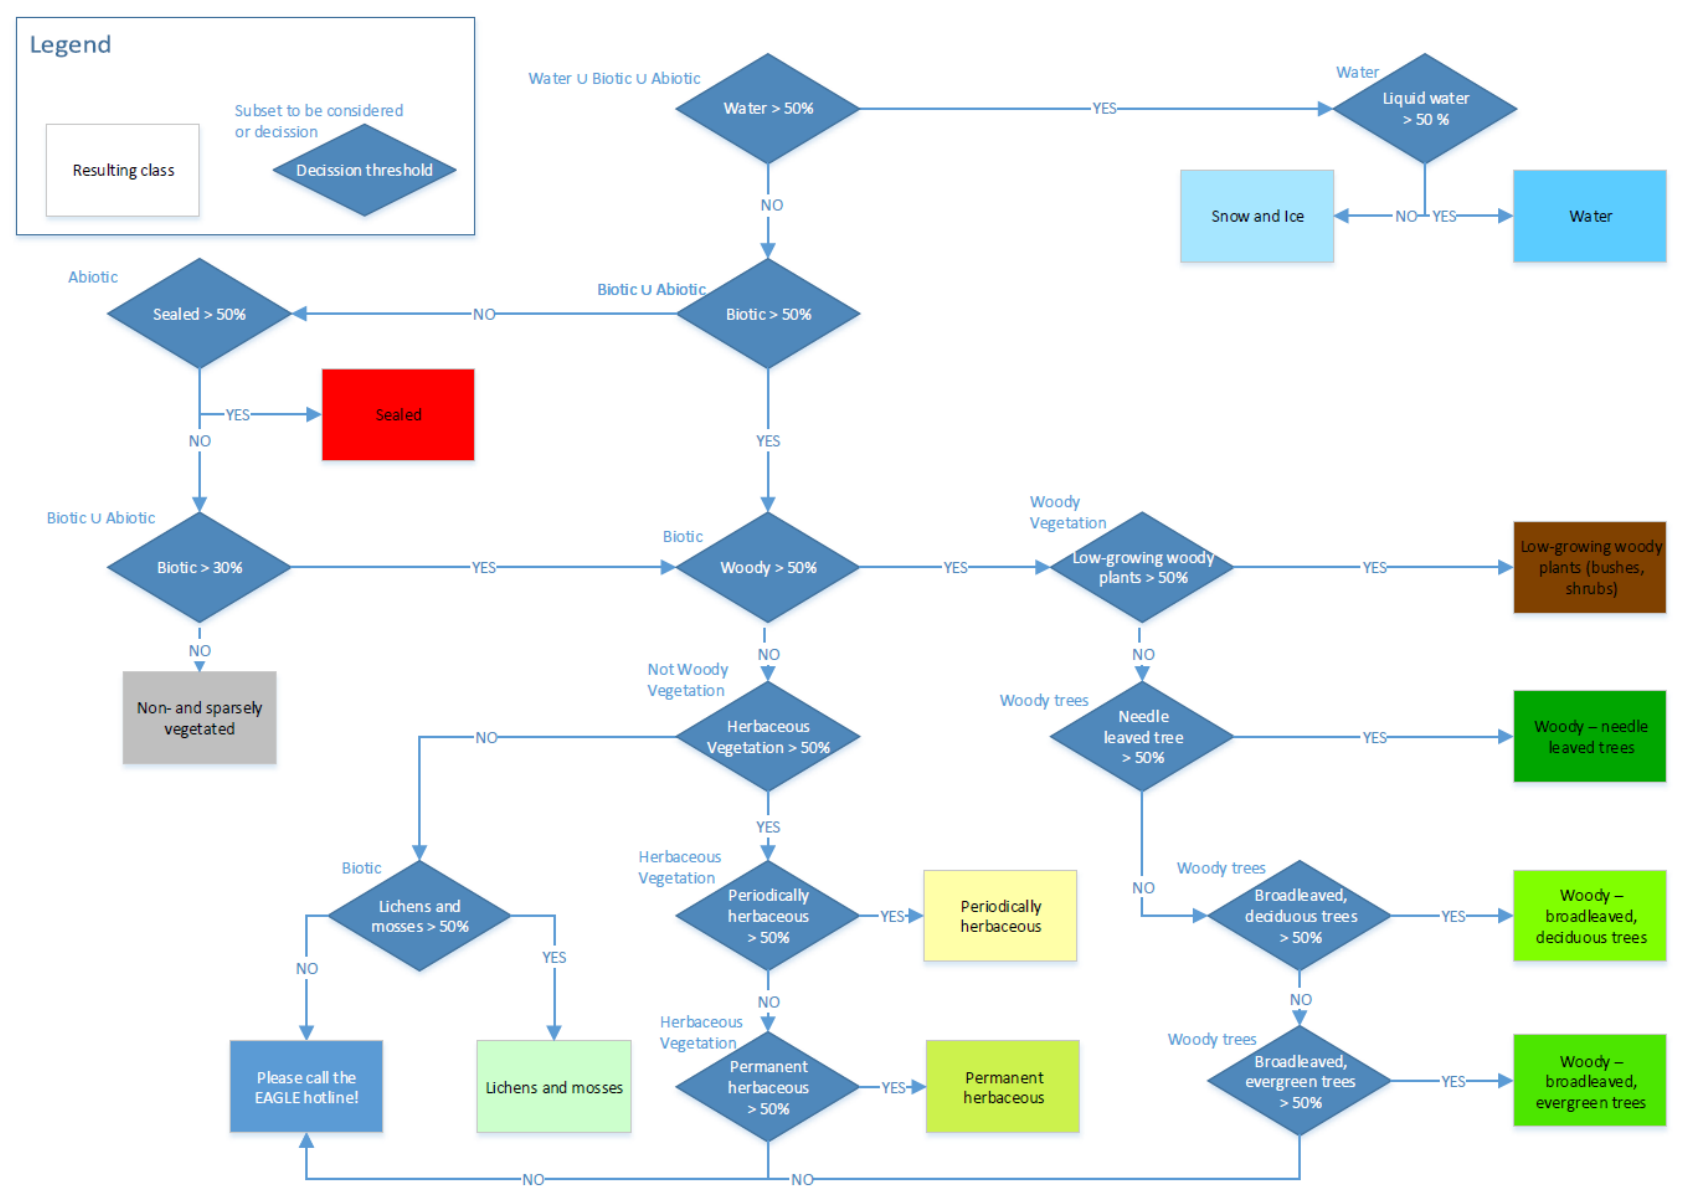 Legend
Subset to be considered
or decission
Resulting class
Decission threshold
Water ∪ Biotic ∪ Abiotic
Water > 50%
YES
Water
Liquid water
> 50 %
NO
Snow and Ice
NO
YES
Water
Abiotic
Sealed > 50%
NO
Biotic ∪ Abiotic
Biotic > 50%
YES
Sealed
NO
YES
Biotic ∪ Abiotic
Biotic > 30%
YES
Biotic
Woody > 50%
YES
Woody
Vegetation
Low-growing woody
plants > 50%
YES
Low-growing woody
plants (bushes,
shrubs)
NO
NO
NO
Non- and sparsely
vegetated
Not Woody
Vegetation
Herbaceous
Vegetation > 50%
NO
Woody trees
Needle
leaved tree
> 50%
YES
Woody – needle
leaved trees
YES
NO
Biotic
Lichens and
mosses > 50%
NO
YES
Herbaceous
Vegetation
Periodically
herbaceous
> 50%
YES
Periodically
herbaceous
Woody trees
Broadleaved,
deciduous trees
> 50%
YES
Woody –
broadleaved,
deciduous trees
NO
NO
Please call the
EAGLE hotline!
Lichens and mosses
Herbaceous
Vegetation
Permanent
herbaceous
> 50%
YES
Permanent
herbaceous
Woody trees
Broadleaved,
evergreen trees
> 50%
YES
Woody –
broadleaved,
evergreen trees
NO
NO